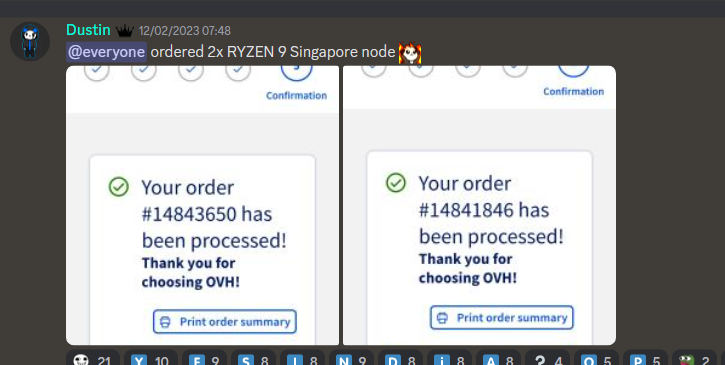 Dustin 12/02/2023 07:48
@everyone ordered 2x RYZEN 9 Singapore node
Confirmation
Your order
#14843650 has
been processed!
Thank you for
choosing OVH!
Print order summary
Confirmation
Your order
#14841846 has
been processed!
Thank you for
choosing OVH!
Print order summary
21 Y 10 F 9 S 8 I 8 N 9 D 8 i 8 A 8 ? 4 O 5 P 5 2